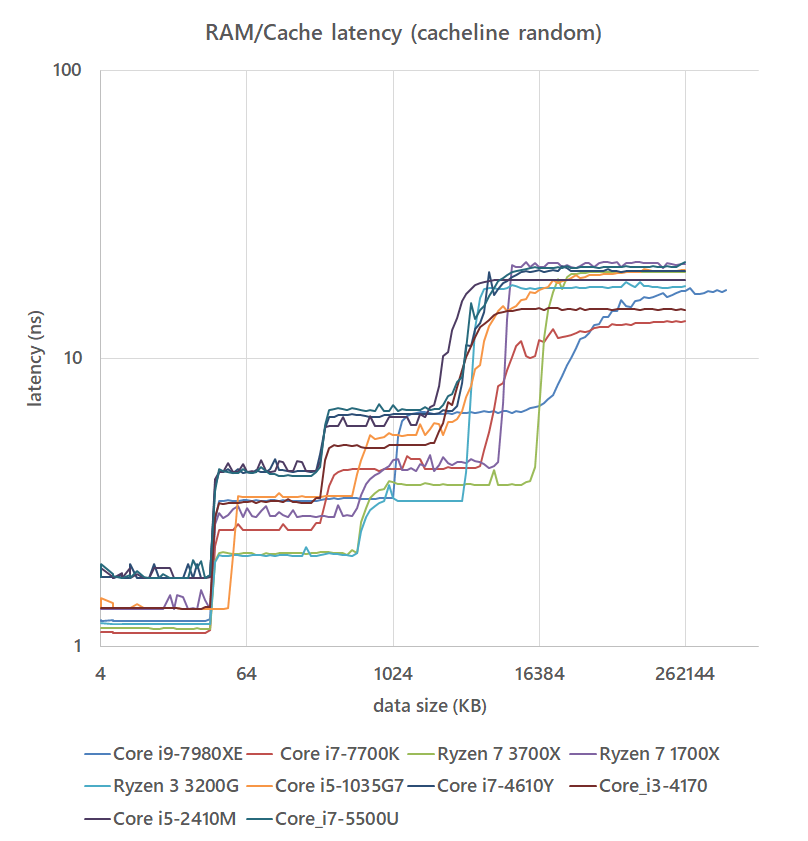 RAM/Cache latency (cacheline random)
100
10
1
latency (ns)
4 64 1024 16384 262144
data size (KB)
Core i9-7980XE Core i7-7700K Ryzen 7 3700X Ryzen 7 1700X
Ryzen 3 3200G Core i5-1035G7 Core i7-4610Y Core_i3-4170
Core i5-2410M Core_i7-5500U